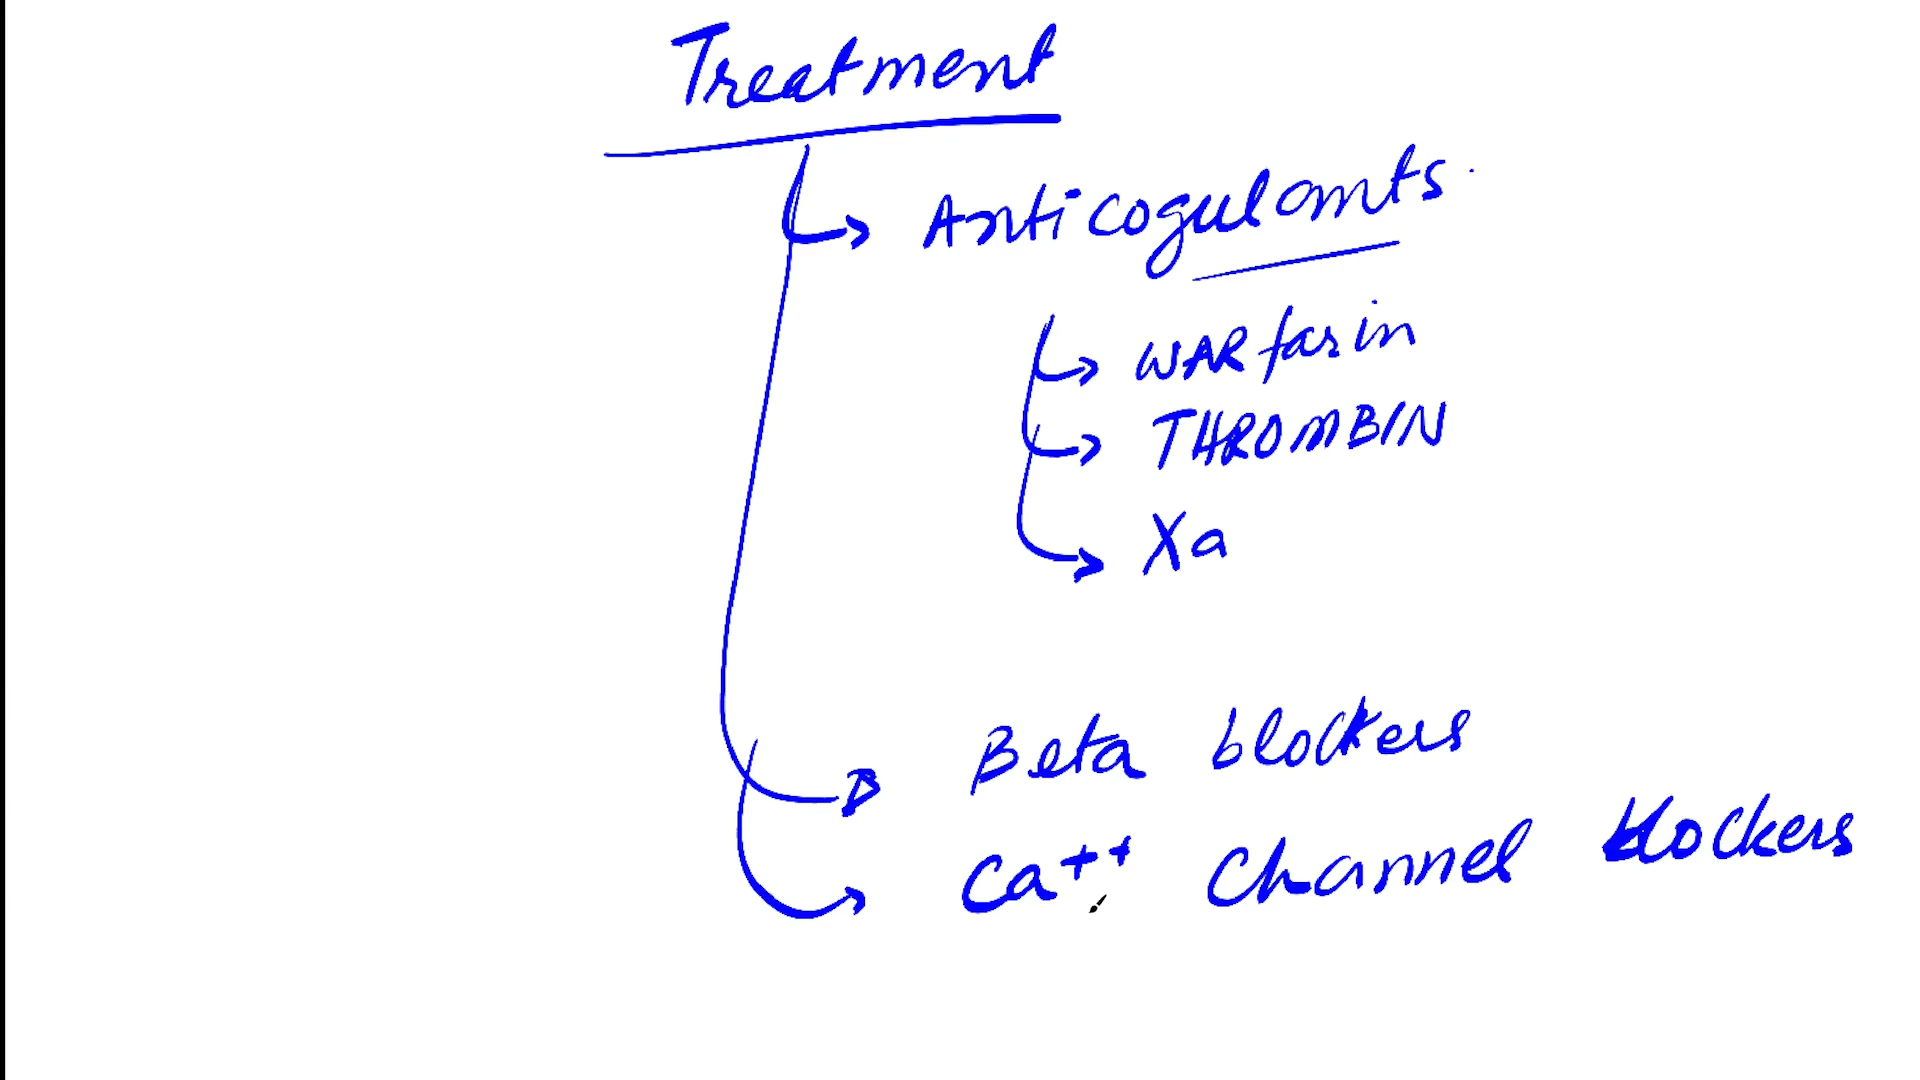 Treatment
Anticogulants
WARfarin
THROMBIN
Xa
Beta blockers
Ca++ Channel blockers